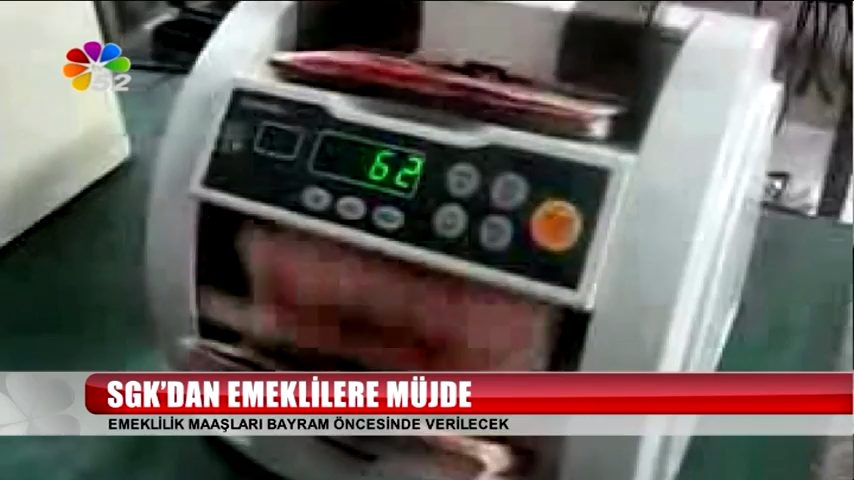 52
62
SGK'DAN EMEKLİLERE MÜJDE
EMEKLİLİK MAAŞLARI BAYRAM ÖNCESİNDE VERİLECEK